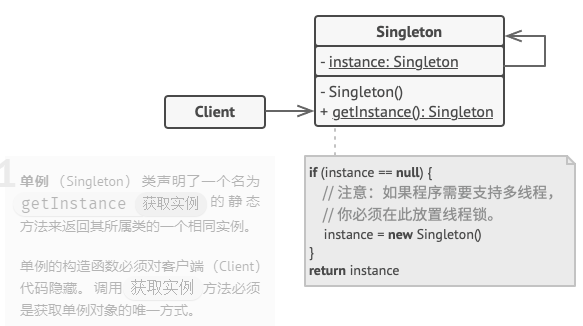 Singleton
- instance: Singleton
- Singleton()
+ getInstance(): Singleton
Client
if (instance == null) {
// 注意：如果程序需要支持多线程，
// 你必须在此放置线程锁。
instance = new Singleton()
}
return instance
1
单例 （Singleton） 类声明了一个名为
getInstance 获取实例 的静态
方法来返回其所属类的一个相同实例。
单例的构造函数必须对客户端（Client）
代码隐藏。调用 获取实例 方法必须
是获取单例对象的唯一方式。